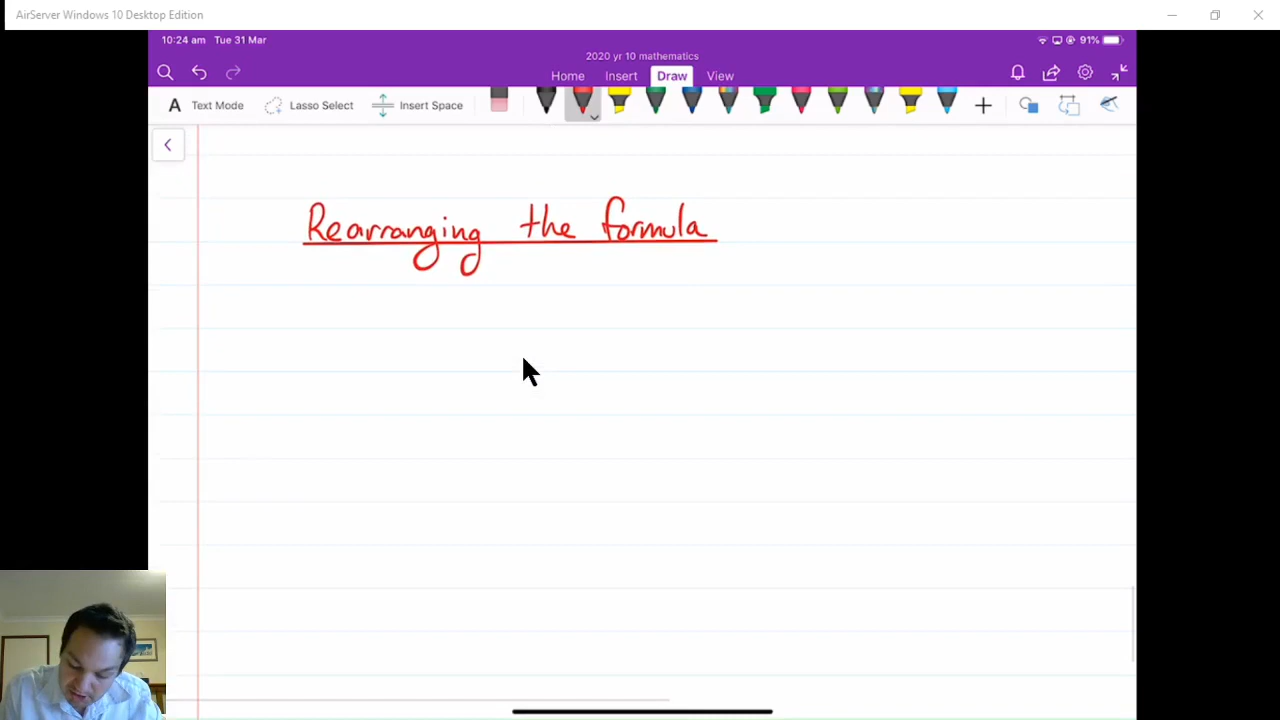 AirServer Windows 10 Desktop Edition
10:24 am Tue 31 Mar
91%
2020 yr 10 mathematics
Home Insert Draw View
A Text Mode Lasso Select Insert Space
Rearranging the formula